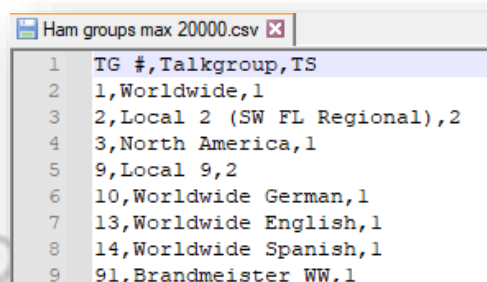 Ham groups max 20000.csv
1 TG #,Talkgroup,TS
2 1,Worldwide,1
3 2,Local 2 (SW FL Regional),2
4 3,North America,1
5 9,Local 9,2
6 10,Worldwide German,1
7 13,Worldwide English,1
8 14,Worldwide Spanish,1
9 91,Brandmeister WW,1